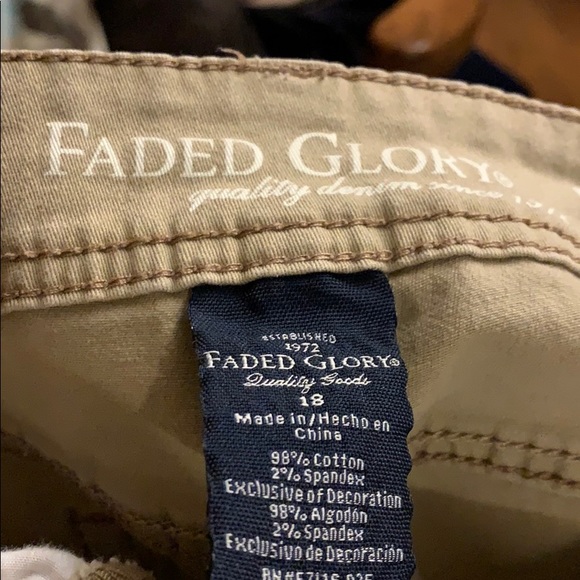 FADED GLORY®
quality denim since
ESTABLISHED
1972
FADED GLORY®
Quality Goods
18
Made in/Hecho en
China
98% Cotton
2% Spandex
Exclusive of Decoration
98% Algodón
2% Spandex
Exclusivo de Decoración